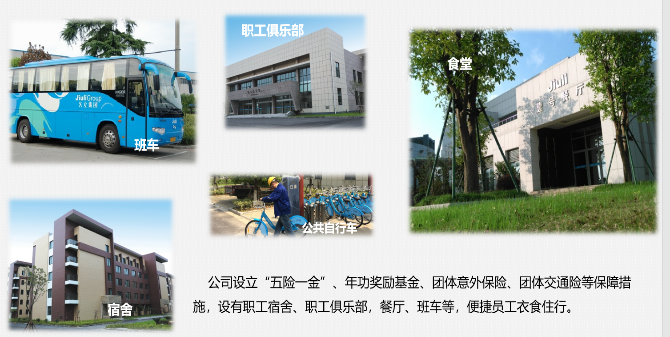 职工俱乐部
食堂
Jiali
JialiGroup
班车
公共自行车
宿舍
公司设立“五险一金”、年功奖励基金、团体意外保险、团体交通险等保障措
施，设有职工宿舍、职工俱乐部，餐厅、班车等，便捷员工衣食住行。